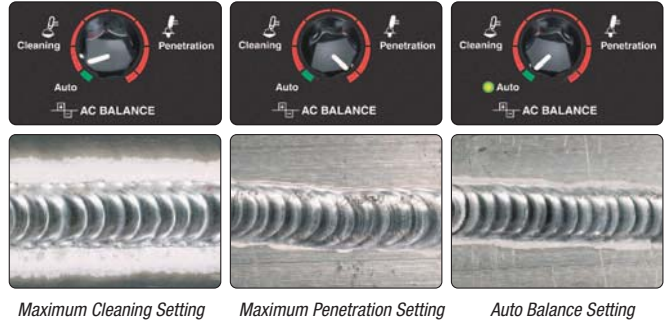 Cleaning
Penetration
Auto
AC BALANCE
Cleaning
Penetration
Auto
AC BALANCE
Cleaning
Penetration
Auto
AC BALANCE
Maximum Cleaning Setting
Maximum Penetration Setting
Auto Balance Setting